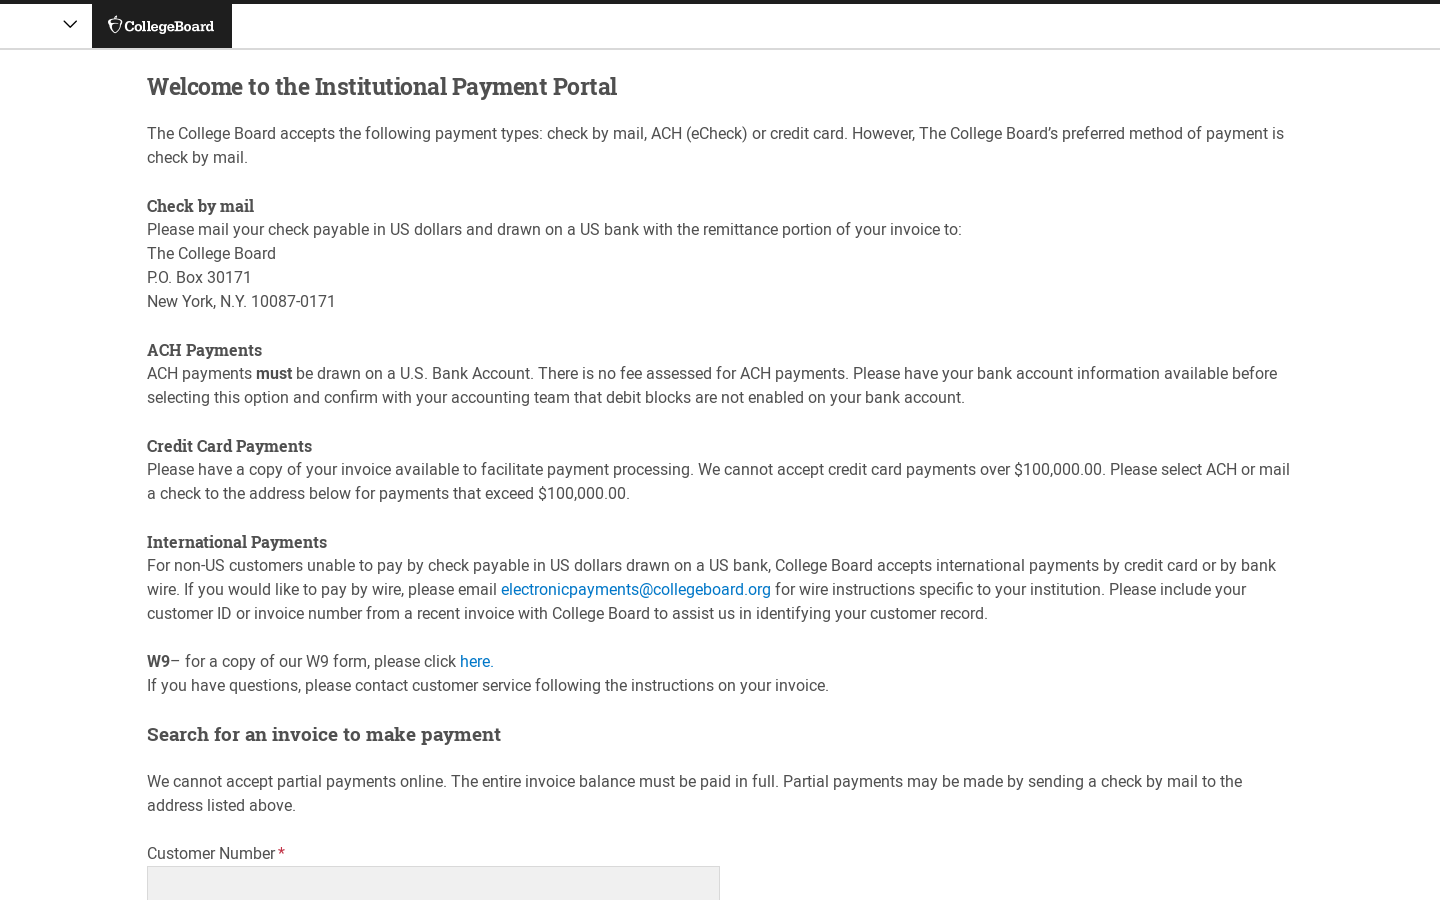 CollegeBoard
Welcome to the Institutional Payment Portal
The College Board accepts the following payment types: check by mail, ACH (eCheck) or credit card. However, The College Board’s preferred method of payment is
check by mail.
Check by mail
Please mail your check payable in US dollars and drawn on a US bank with the remittance portion of your invoice to:
The College Board
P.O. Box 30171
New York, N.Y. 10087-0171
ACH Payments
ACH payments must be drawn on a U.S. Bank Account. There is no fee assessed for ACH payments. Please have your bank account information available before
selecting this option and confirm with your accounting team that debit blocks are not enabled on your bank account.
Credit Card Payments
Please have a copy of your invoice available to facilitate payment processing. We cannot accept credit card payments over $100,000.00. Please select ACH or mail
a check to the address below for payments that exceed $100,000.00.
International Payments
For non-US customers unable to pay by check payable in US dollars drawn on a US bank, College Board accepts international payments by credit card or by bank
wire. If you would like to pay by wire, please email electronicpayments@collegeboard.org for wire instructions specific to your institution. Please include your
customer ID or invoice number from a recent invoice with College Board to assist us in identifying your customer record.
W9– for a copy of our W9 form, please click here.
If you have questions, please contact customer service following the instructions on your invoice.
Search for an invoice to make payment
We cannot accept partial payments online. The entire invoice balance must be paid in full. Partial payments may be made by sending a check by mail to the
address listed above.
Customer Number *